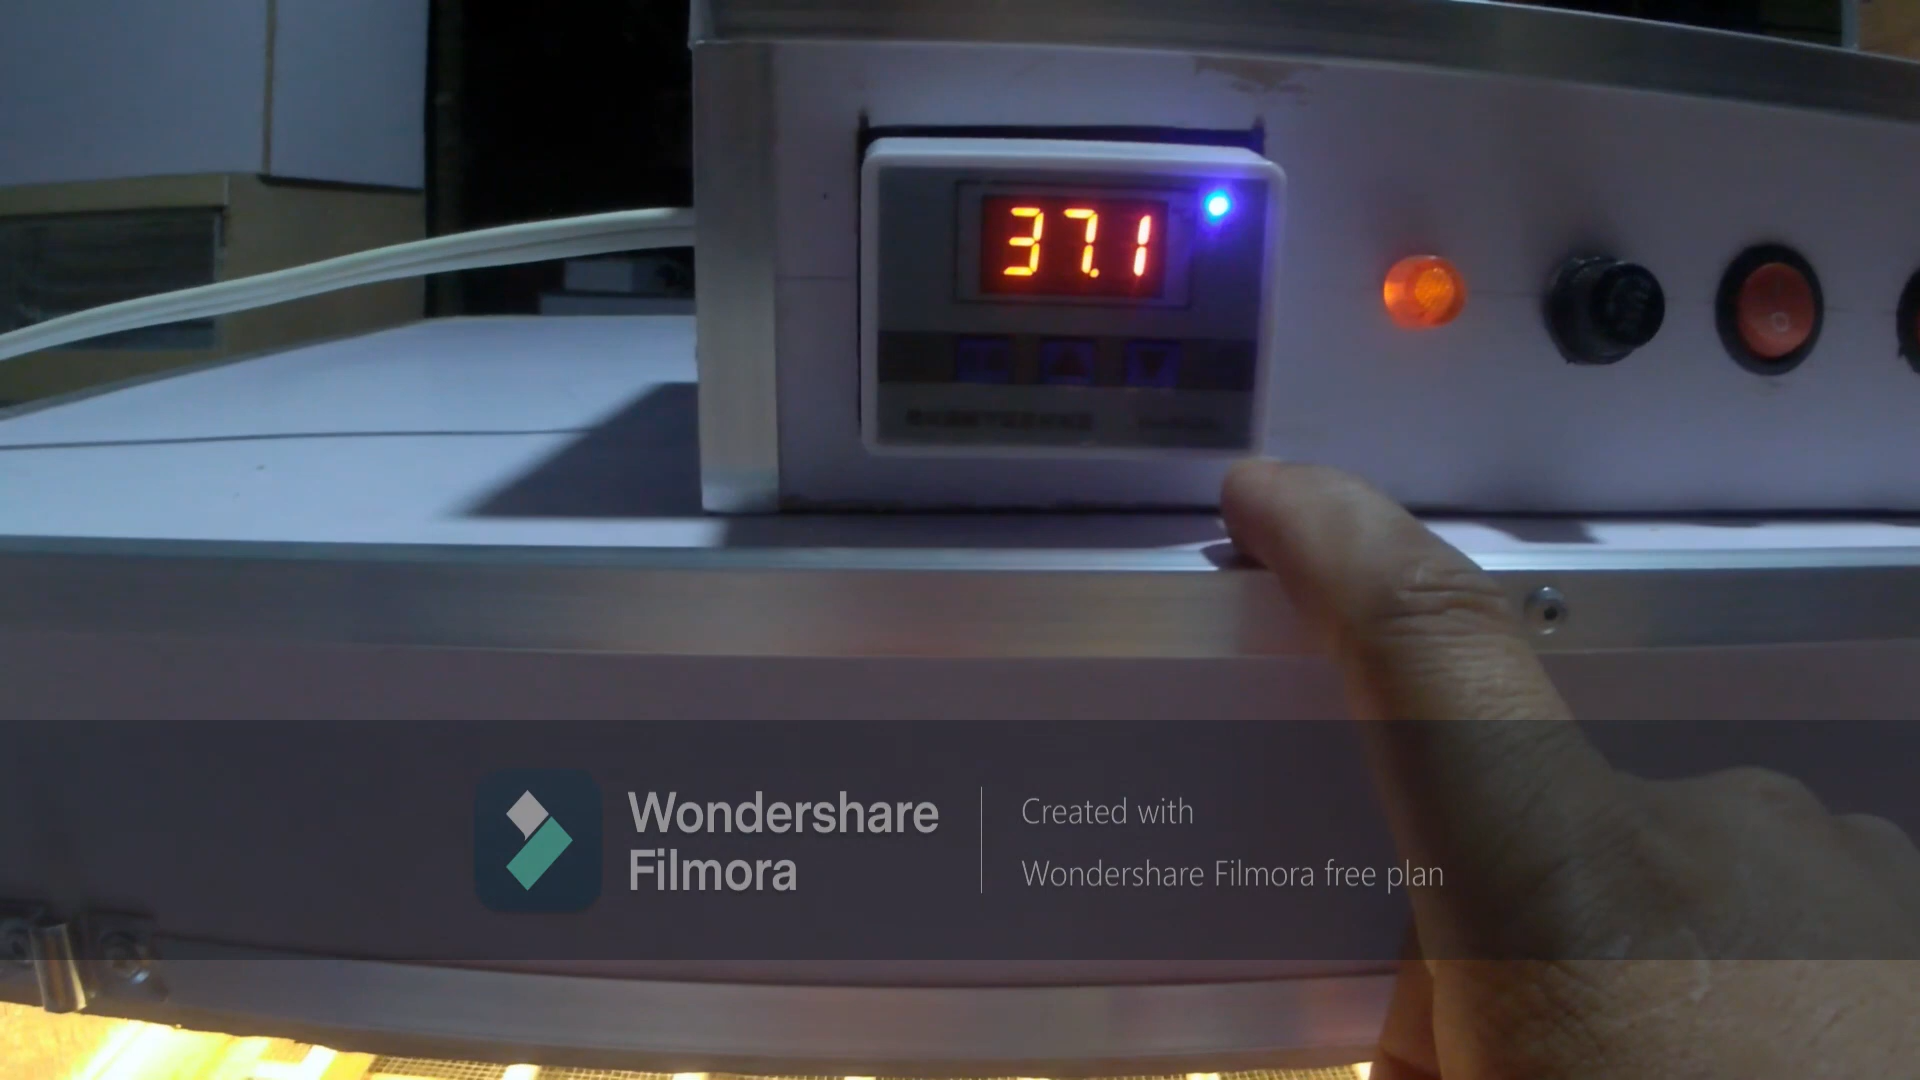 37.1
Wondershare
Filmora
Created with
Wondershare Filmora free plan